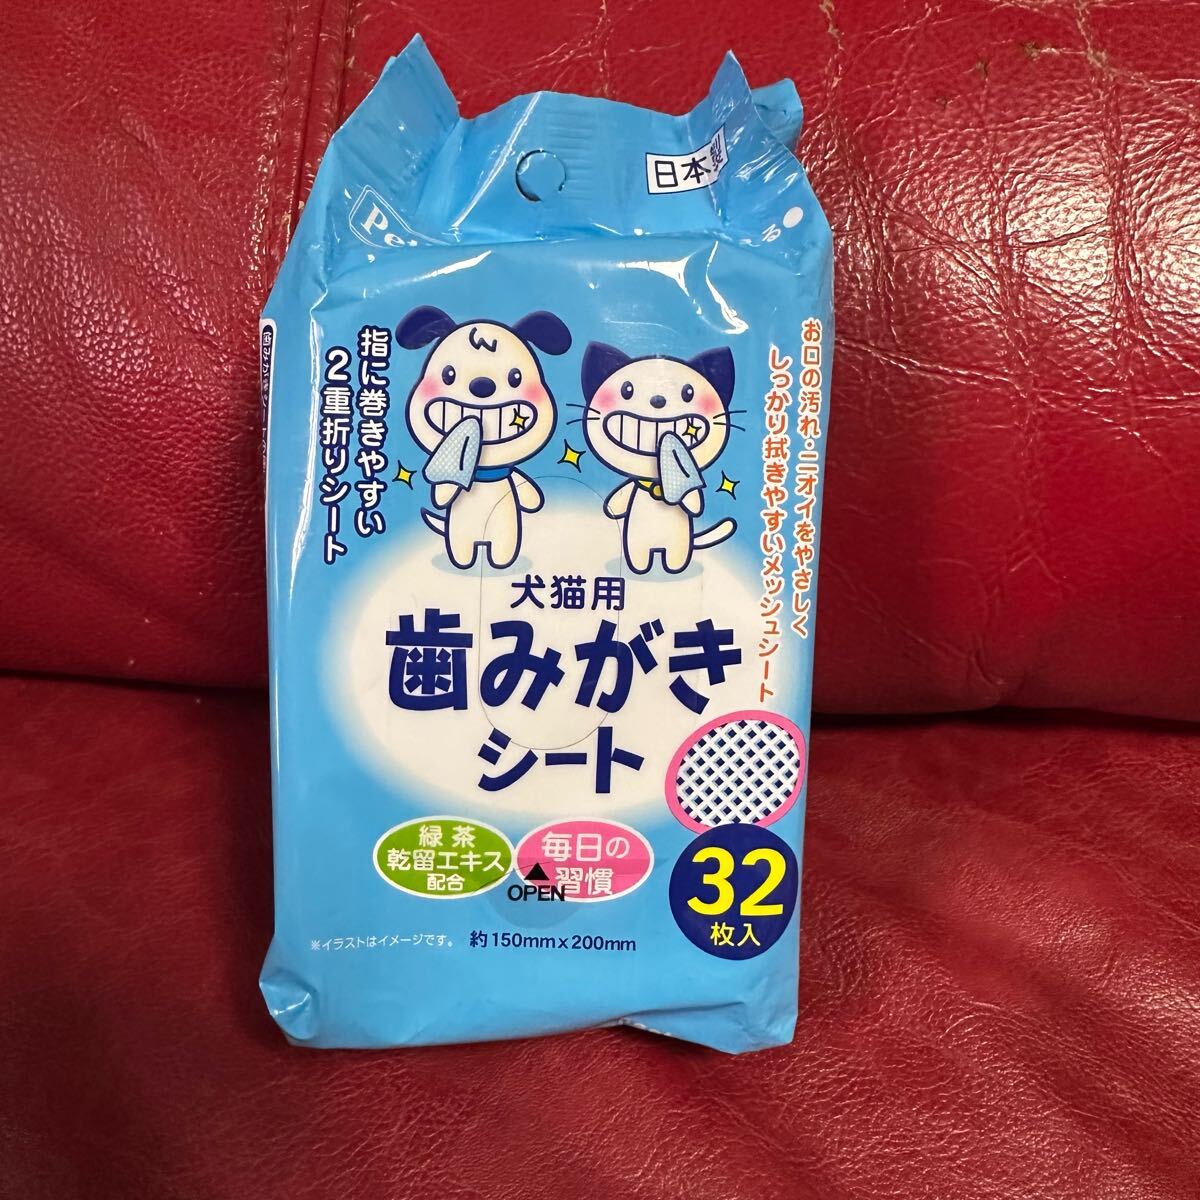 日本製
Pe
る
指に巻きやすい
2重折りシート
お口の汚れ・ニオイをやさしく
しっかり拭きやすいメッシュシート
犬猫用
歯みがき
シート
緑茶
乾留エキス
配合
毎日の
習慣
OPEN
32
枚入
※イラストはイメージです。
約150mm×200mm